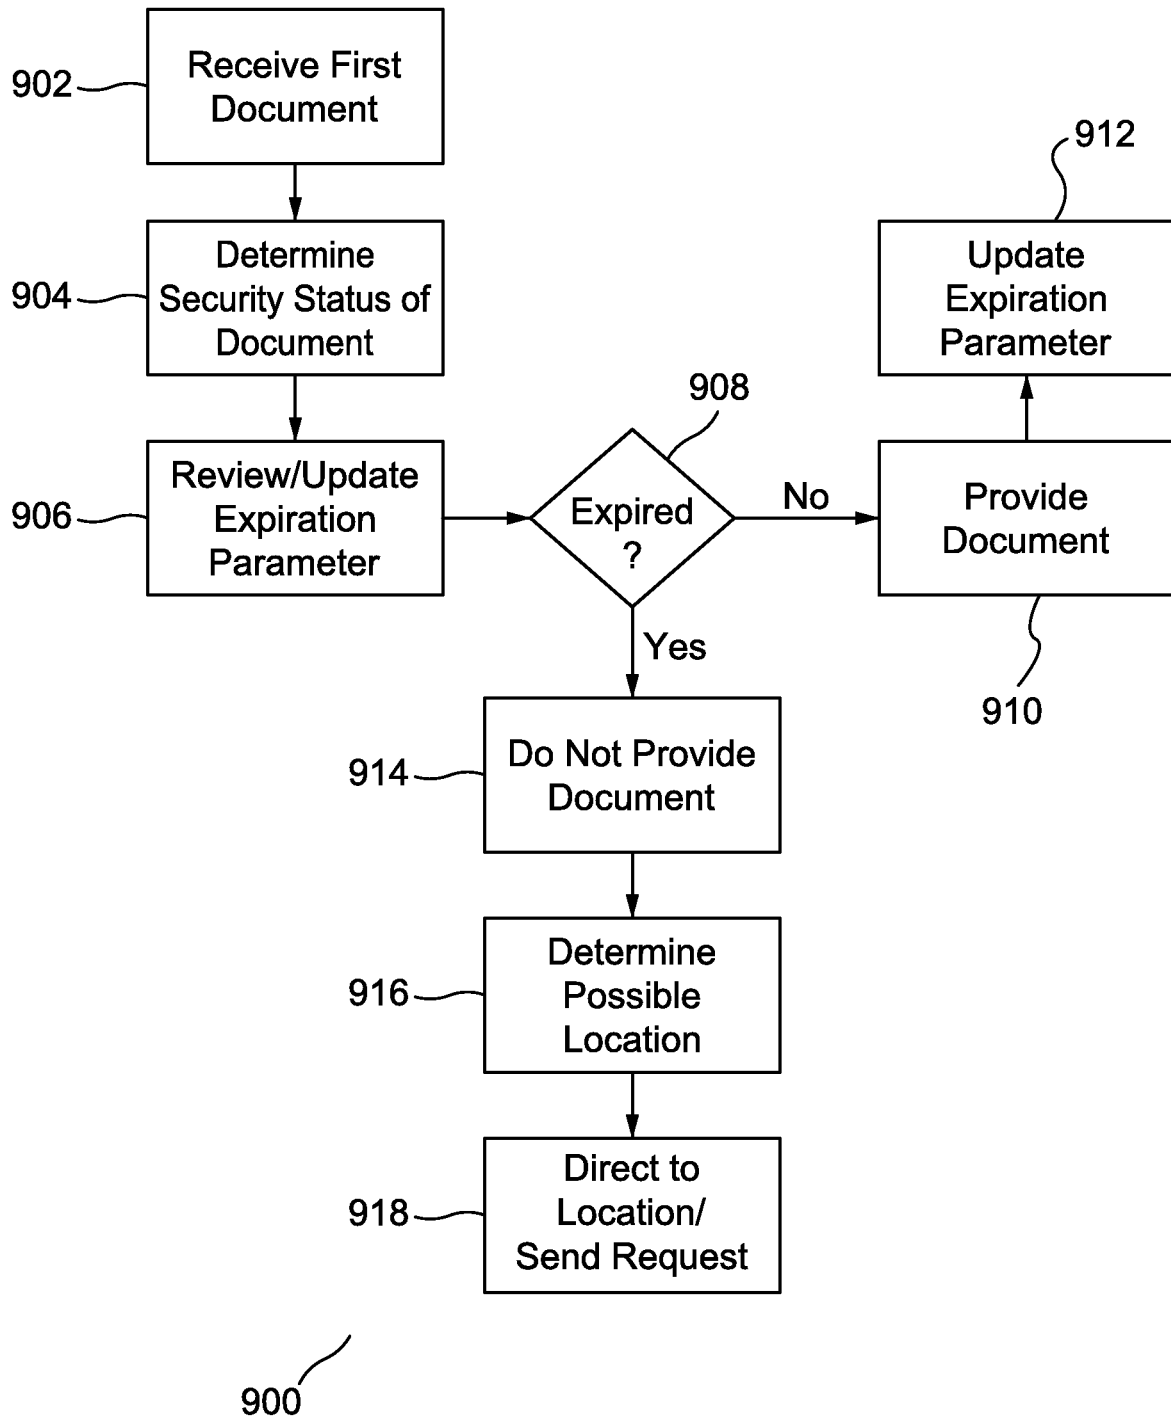 902
Receive First
Document
904
Determine
Security Status of
Document
906
Review/Update
Expiration
Parameter
908
Expired
?
No
Provide
Document
910
912
Update
Expiration
Parameter
Yes
914
Do Not Provide
Document
916
Determine
Possible
Location
918
Direct to
Location/
Send Request
900